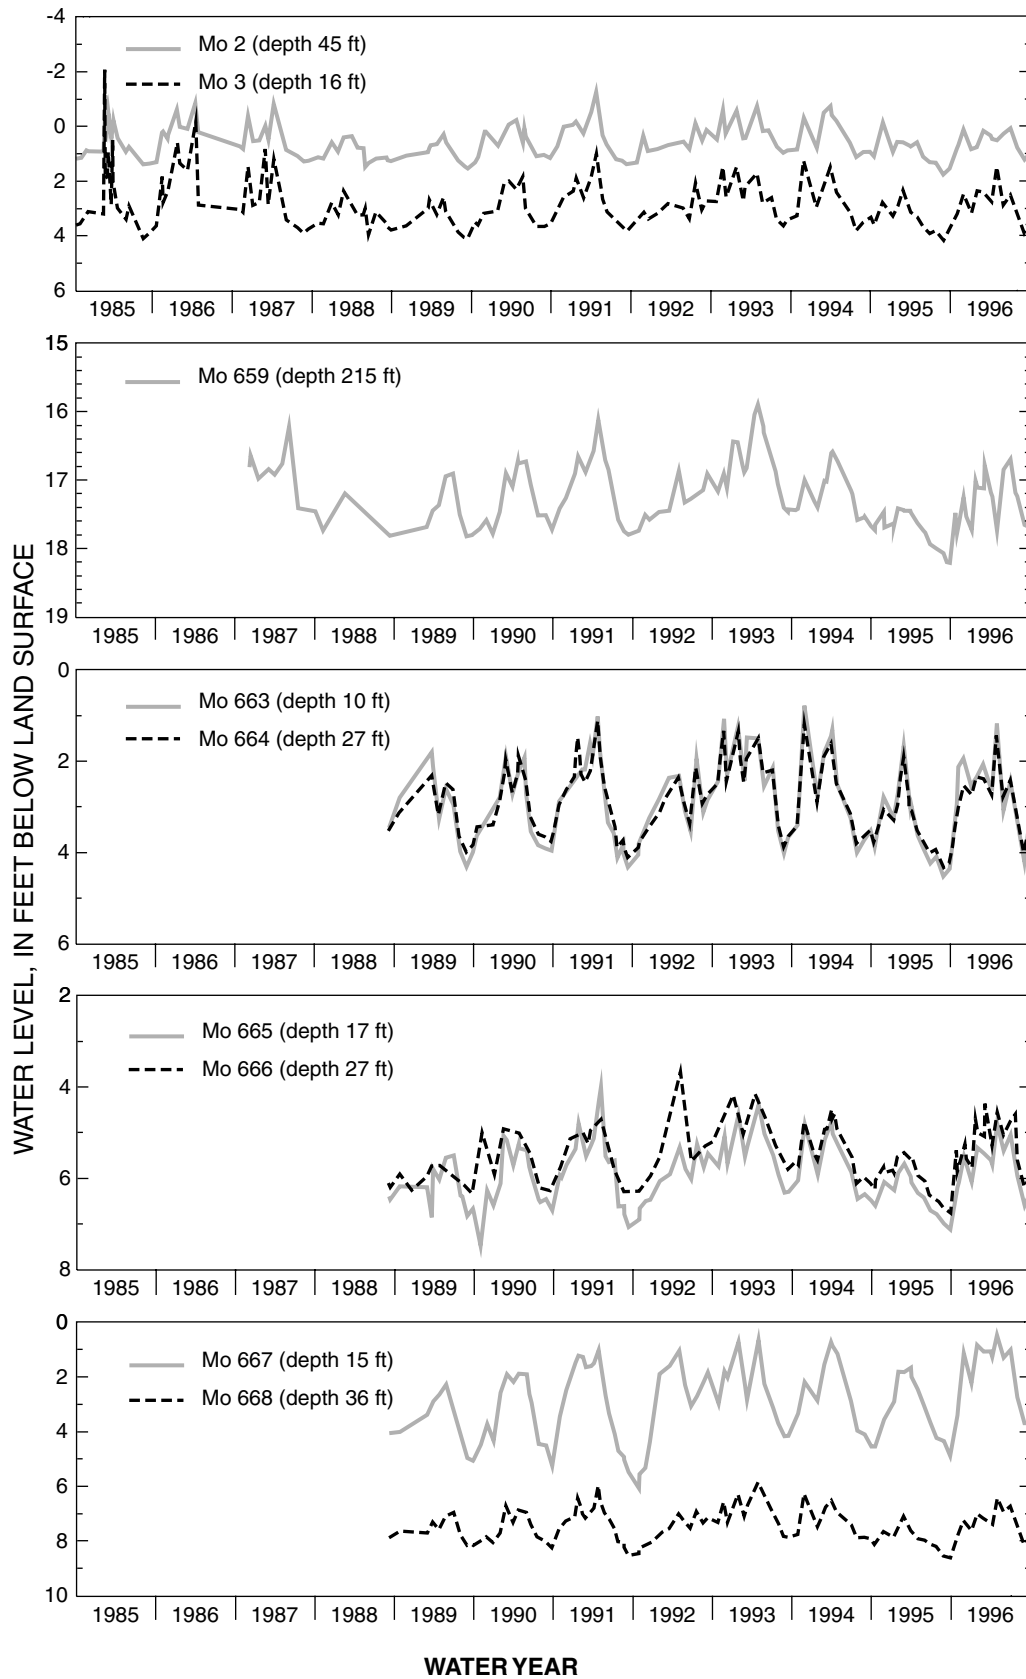 WATER LEVEL, IN FEET BELOW LAND SURFACE
-4
-2
0
2
4
6
Mo 2 (depth 45 ft)
Mo 3 (depth 16 ft)
1985 1986 1987 1988 1989 1990 1991 1992 1993 1994 1995 1996
15
16
17
18
19
Mo 659 (depth 215 ft)
1985 1986 1987 1988 1989 1990 1991 1992 1993 1994 1995 1996
0
2
4
6
Mo 663 (depth 10 ft)
Mo 664 (depth 27 ft)
1985 1986 1987 1988 1989 1990 1991 1992 1993 1994 1995 1996
2
4
6
8
Mo 665 (depth 17 ft)
Mo 666 (depth 27 ft)
1985 1986 1987 1988 1989 1990 1991 1992 1993 1994 1995 1996
0
2
4
6
8
10
Mo 667 (depth 15 ft)
Mo 668 (depth 36 ft)
1985 1986 1987 1988 1989 1990 1991 1992 1993 1994 1995 1996
WATER YEAR